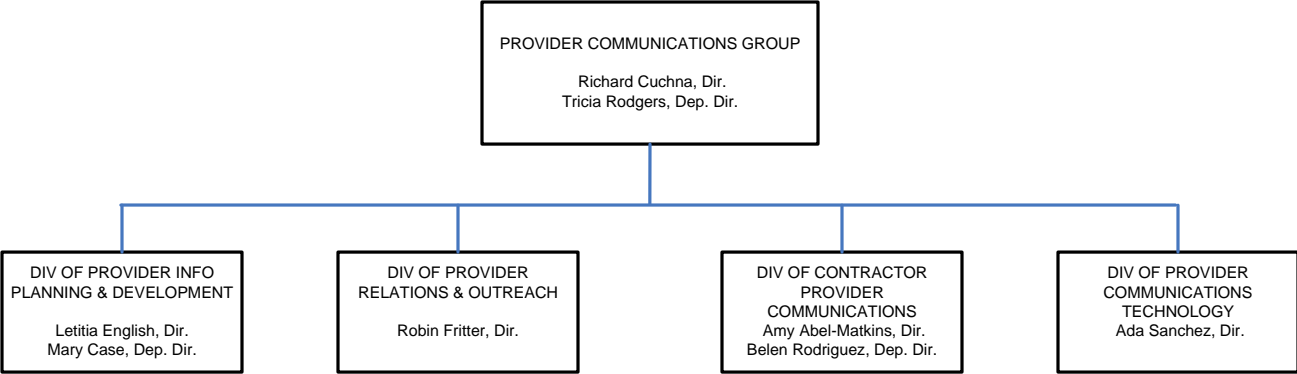 PROVIDER COMMUNICATIONS GROUP
Richard Cuchna, Dir.
Tricia Rodgers, Dep. Dir.
DIV OF PROVIDER INFO
PLANNING & DEVELOPMENT
Letitia English, Dir.
Mary Case, Dep. Dir.
DIV OF PROVIDER
RELATIONS & OUTREACH
Robin Fritter, Dir.
DIV OF CONTRACTOR
PROVIDER
COMMUNICATIONS
Amy Abel-Matkins, Dir.
Belen Rodriguez, Dep. Dir.
DIV OF PROVIDER
COMMUNICATIONS
TECHNOLOGY
Ada Sanchez, Dir.